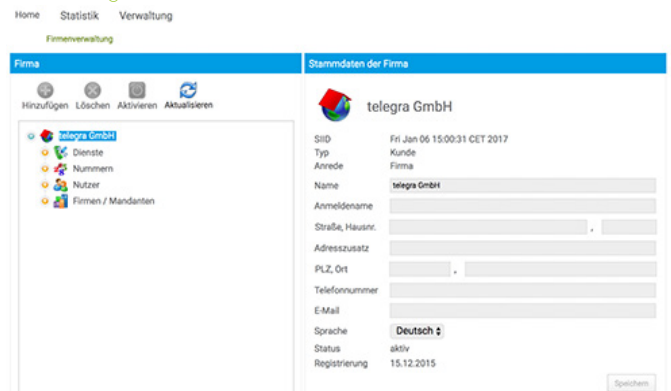 Home Statistik Verwaltung
Firmenverwaltung
Firma
Hinzufügen Löschen Aktivieren Aktualisieren
telegra GmbH
Dienste
Nummern
Nutzer
Firmen / Mandanten
Stammdaten der Firma
telegra GmbH
SIID Fri Jan 06 15:00:31 CET 2017
Typ Kunde
Anrede Firma
Name telegra GmbH
Anmeldename
Straße, Hausnr. ,
Adresszusatz
PLZ, Ort ,
Telefonnummer
E-Mail
Sprache Deutsch
Status aktiv
Registrierung 15.12.2015
Speichern